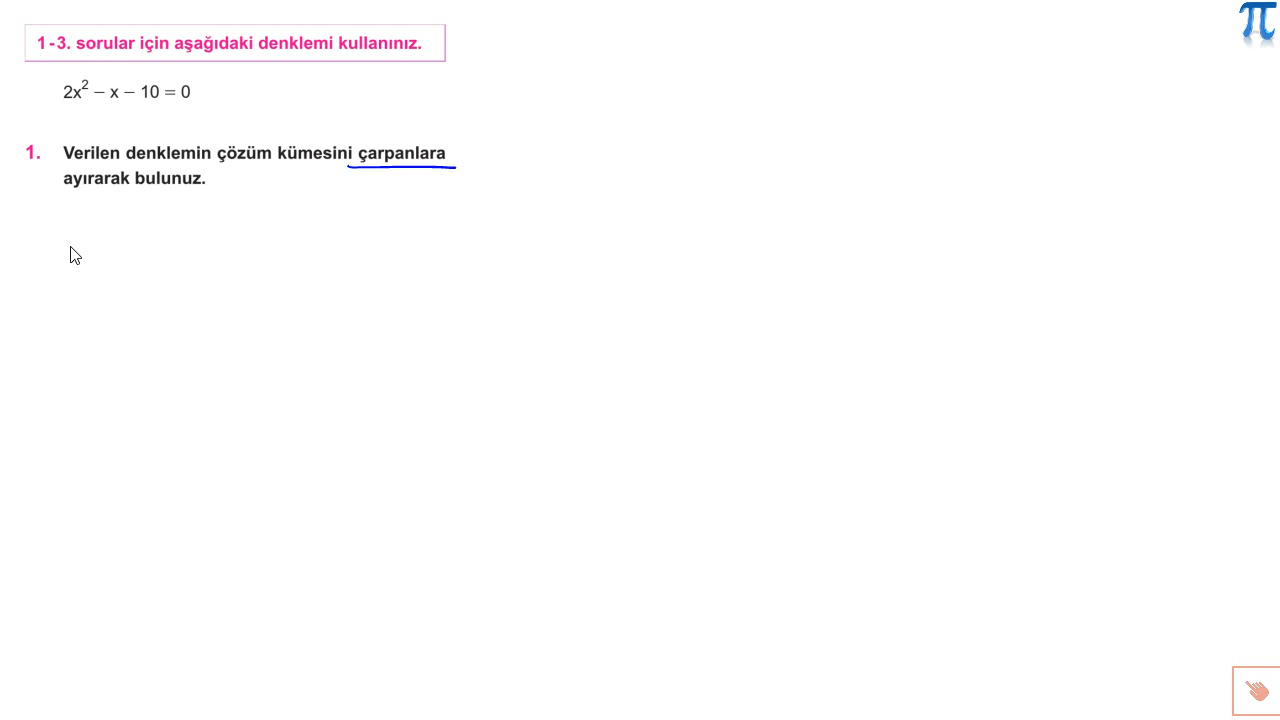 1-3. sorular için aşağıdaki denklemi kullanınız.
2x² – x – 10 = 0
1. Verilen denklemin çözüm kümesini çarpanlara
ayırarak bulunuz.
π